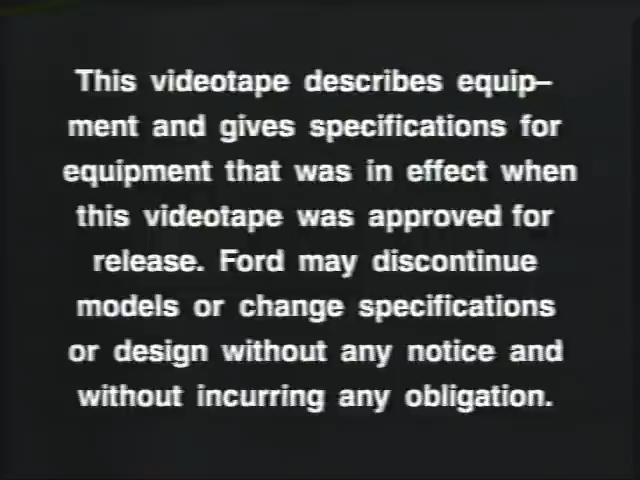 This videotape describes equip–
ment and gives specifications for
equipment that was in effect when
this videotape was approved for
release. Ford may discontinue
models or change specifications
or design without any notice and
without incurring any obligation.